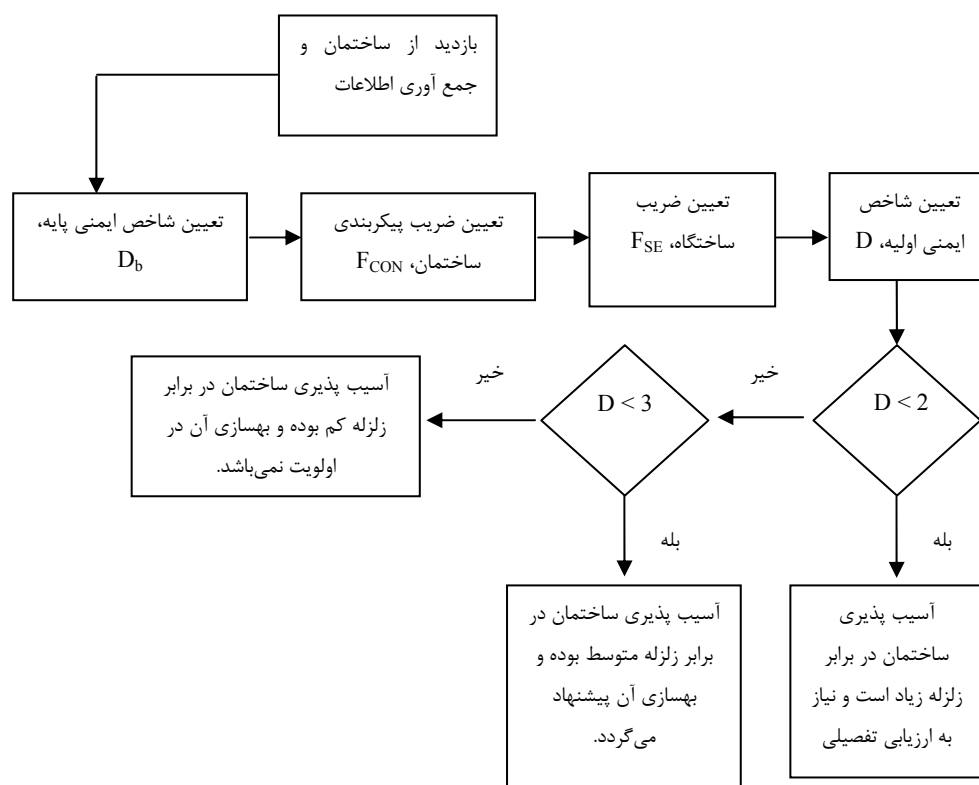 بازدید از ساختمان و
جمع آوری اطلاعات
تعیین شاخص ایمنی پایه،
D_b
تعیین ضریب پیکربندی
ساختمان، F_CON
تعیین ضریب
ساختگاه، F_SE
تعیین شاخص
ایمنی اولیه، D
D < 2
خیر
D < 3
خیر
آسیب پذیری ساختمان در برابر
زلزله کم بوده و بهسازی آن در
اولویت نمی‌باشد.
بله
بله
آسیب پذیری ساختمان در
برابر زلزله متوسط بوده و
بهسازی آن پیشنهاد
می‌گردد.
آسیب پذیری
ساختمان در برابر
زلزله زیاد است و نیاز
به ارزیابی تفصیلی